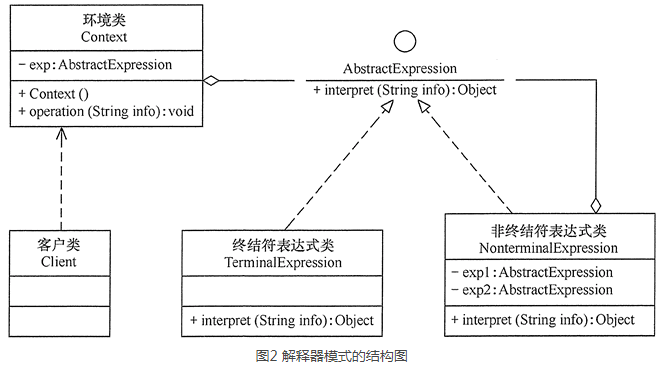 环境类
Context
- exp:AbstractExpression
+ Context()
+ operation (String info):void
AbstractExpression
+ interpret (String info):Object
客户类
Client
终结符表达式类
TerminalExpression
+ interpret (String info):Object
非终结符表达式类
NonterminalExpression
- exp1:AbstractExpression
- exp2:AbstractExpression
+ interpret (String info):Object
图2 解释器模式的结构图